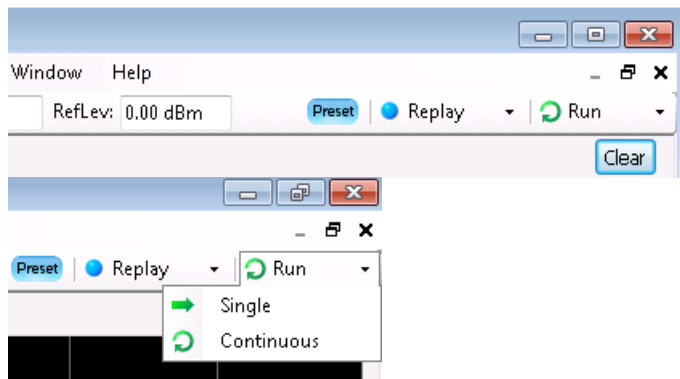 Window Help
RefLev: 0.00 dBm Preset Replay Run
Clear
Preset Replay Run
Single
Continuous